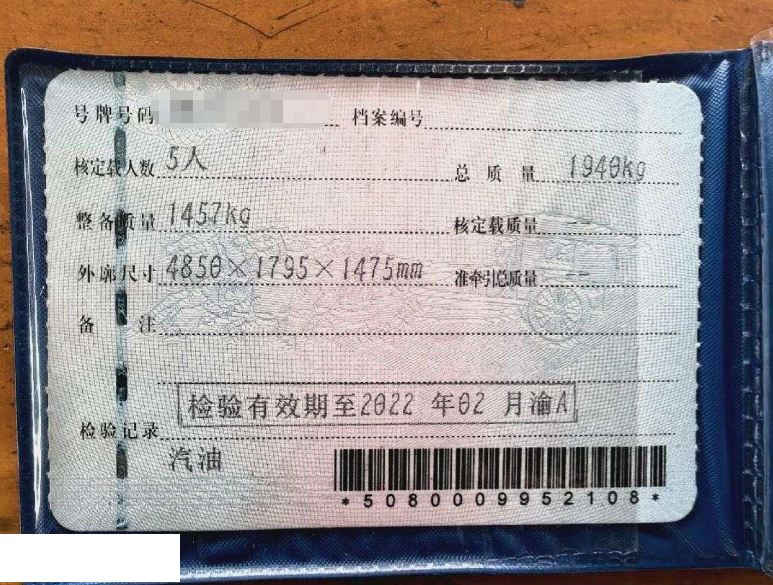 号牌号码 档案编号
核定载人数 5人 总质量 1940kg
整备质量 1457kg 核定载质量 --
外廓尺寸 4850×1795×1475mm 准牵引总质量 --
备注
检验有效期至2022年02月渝A
检验记录
汽油
*5080009952108*